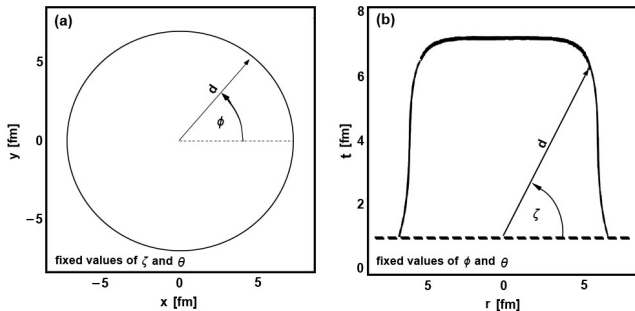 (a)
5
0
−5
y [fm]
d
ϕ
fixed values of ζ and θ
−5
0
5
x [fm]
(b)
8
6
4
2
0
t [fm]
d
ζ
fixed values of ϕ and θ
5
0
5
r [fm]